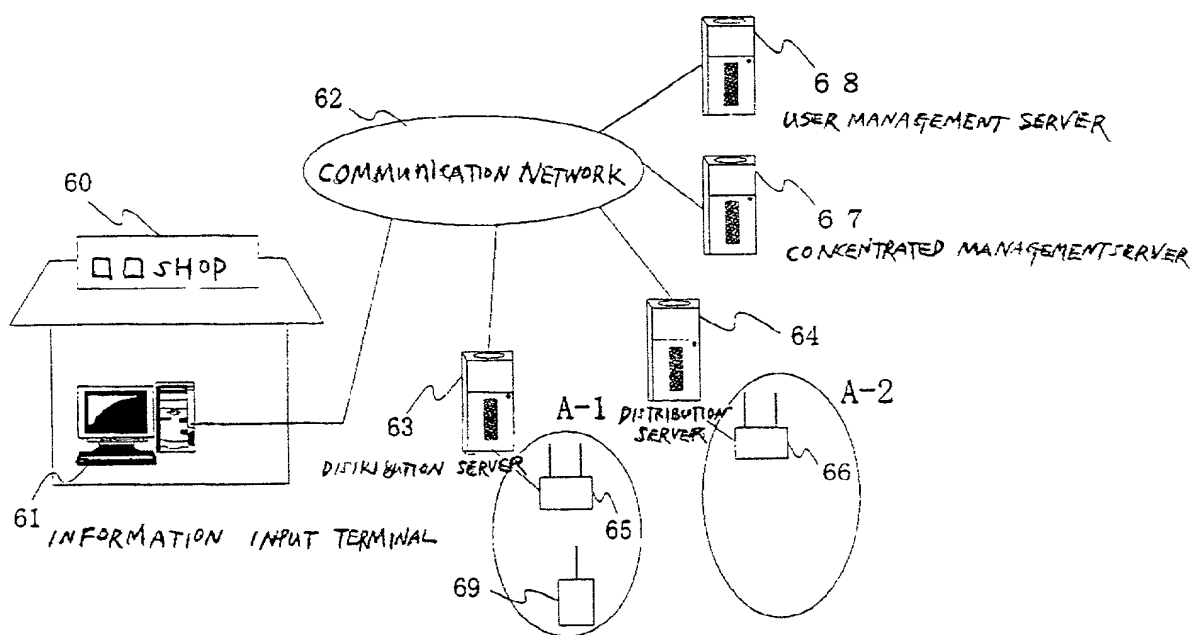 6 8
USER MANAGEMENT SERVER
62
COMMUNICATION NETWORK
6 7
CONCENTRATED MANAGEMENTSERVER
60
SHOP
64
63
A-1
DISTRIBUTION
SERVER
A-2
DISTRIBUTION SERVER
66
65
61
INFORMATION INPUT TERMINAL
69